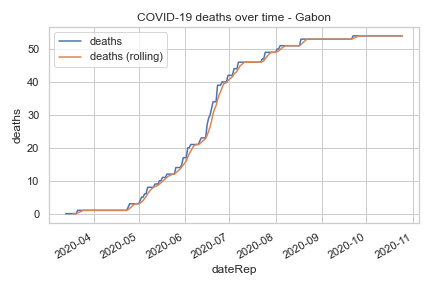 COVID-19 deaths over time - Gabon
deaths
deaths (rolling)
50
40
30
20
10
0
deaths
2020-04
2020-05
2020-06
2020-07
2020-08
2020-09
2020-10
2020-11
dateRep